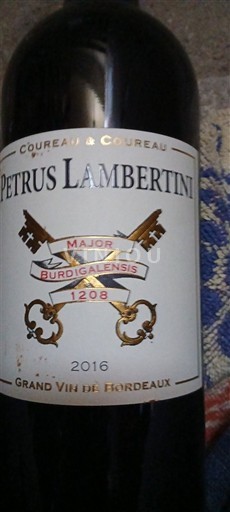 COUREAU & COUREAU
PETRUS LAMBERTINI
MAJOR
BURDIGALENSIS
1208
2016
GRAND VIN DE BORDEAUX